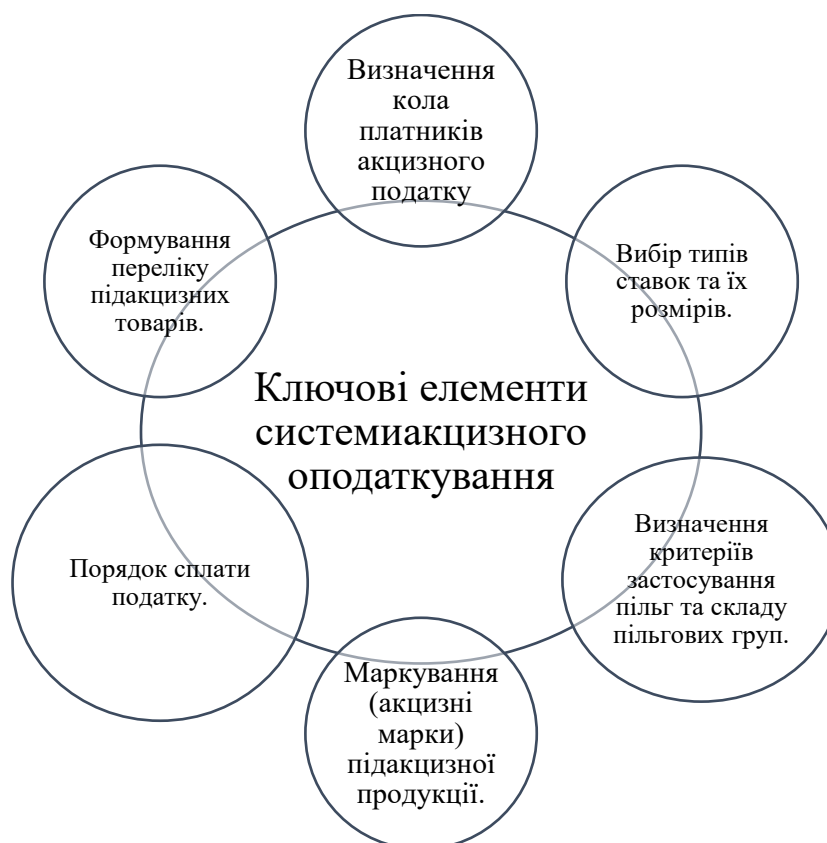 Визначення
кола
платників
акцизного
податку
Вибір типів
ставок та їх
розмірів.
Визначення
критеріїв
застосування
пільг та складу
пільгових груп.
Маркування
(акцизні
марки)
підакцизної
продукції.
Порядок сплати
податку.
Формування
переліку
підакцизних
товарів.
Ключові елементи
системиакцизного
оподаткування